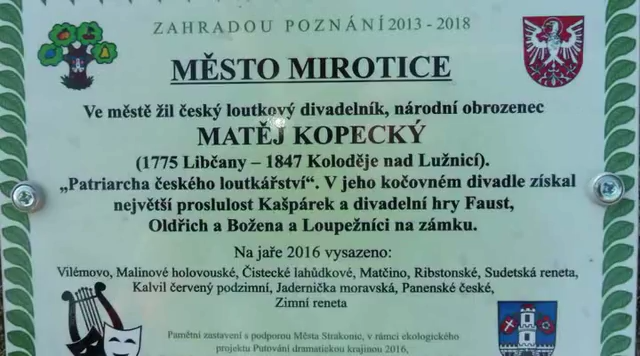 ZAHRADOU POZNÁNÍ 2013 - 2018
MĚSTO MIROTICE
Ve městě žil český loutkový divadelník, národní obrozenec
MATĚJ KOPECKÝ
(1775 Libčany – 1847 Koloděje nad Lužnicí).
„Patriarcha českého loutkářství“. V jeho kočovném divadle získal
největší proslulost Kašpárek a divadelní hry Faust,
Oldřich a Božena a Loupežníci na zámku.
Na jaře 2016 vysazeno:
Vilémovo, Malinové holovouské, Čistecké lahůdkové, Matčino, Ribstonské, Sudetská reneta,
Kalvil červený podzimní, Jadernička moravská, Panenské české,
Zimní reneta
Pamětní zastavení s podporou Města Strakonic, v rámci ekologického
projektu Putování dramatickou krajinou 2016,